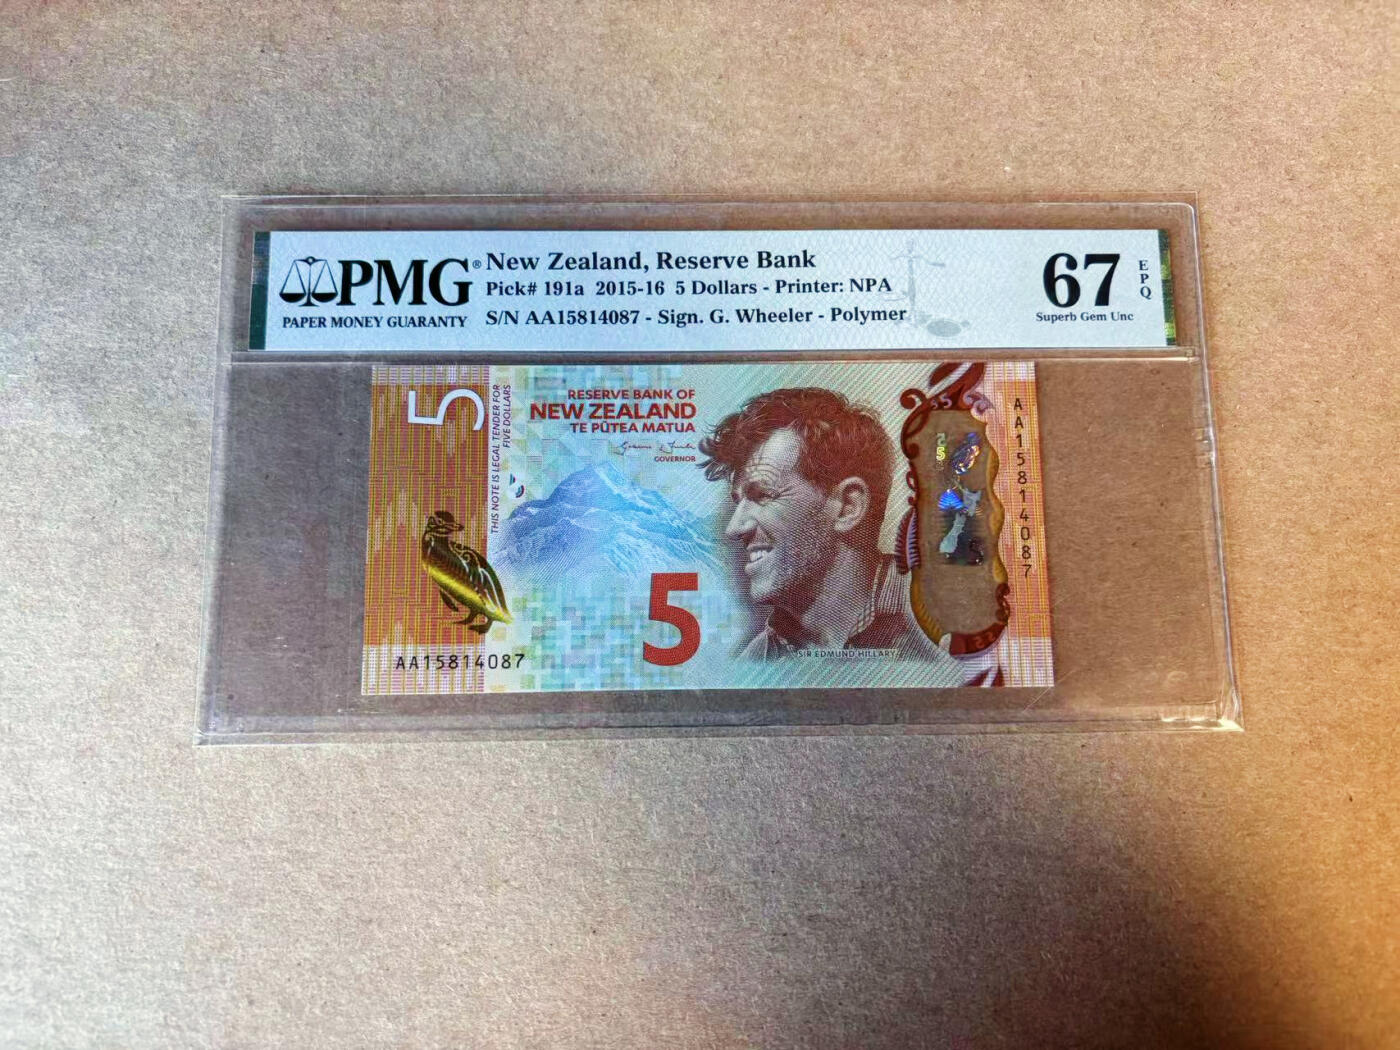 PMG®
PAPER MONEY GUARANTY
New Zealand, Reserve Bank
Pick# 191a 2015-16 5 Dollars - Printer: NPA
S/N AA15814087 - Sign. G. Wheeler - Polymer
67
EPQ
Superb Gem Unc
5
THIS NOTE IS LEGAL TENDER FOR
FIVE DOLLARS
RESERVE BANK OF
NEW ZEALAND
TE PŪTEA MATUA
GOVERNOR
5
SIR EDMUND HILLARY
AA15814087
AA15814087
5
5